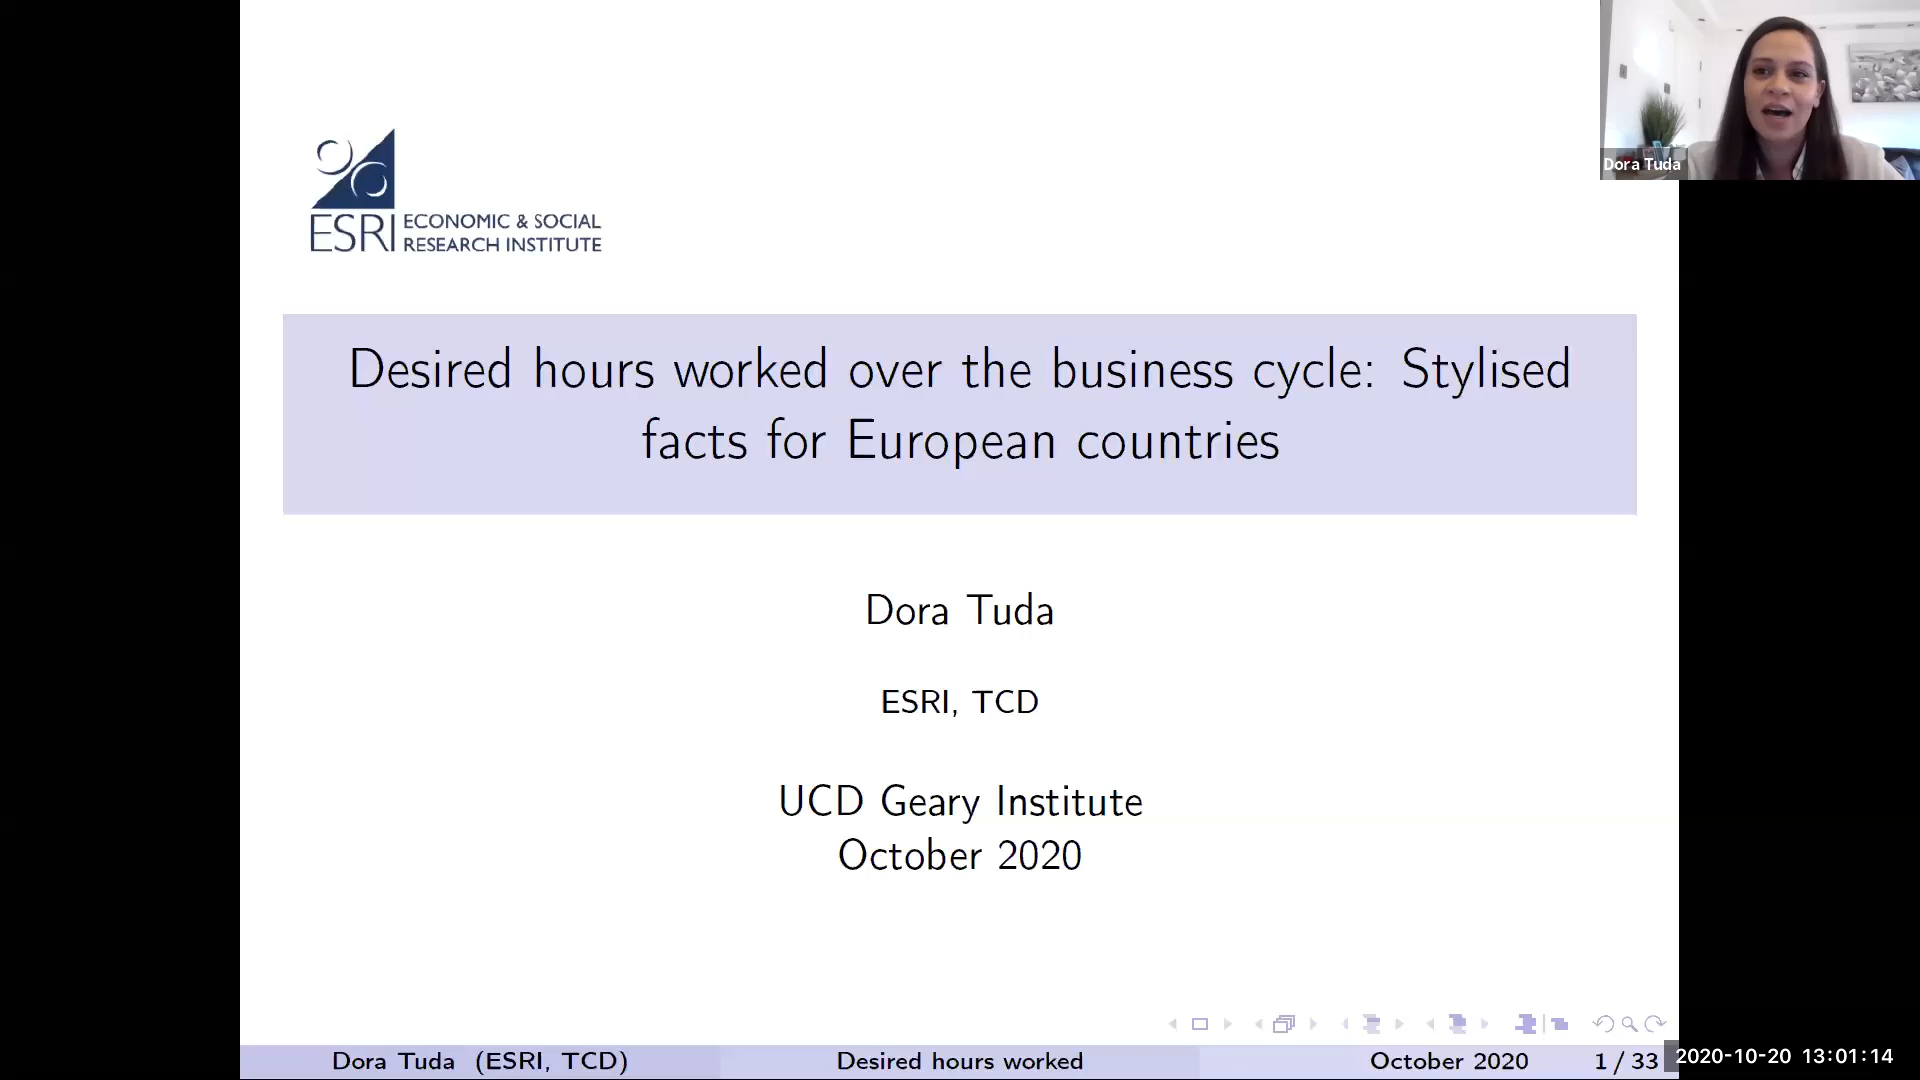 Dora Tuda
ESRI ECONOMIC & SOCIAL
RESEARCH INSTITUTE
Desired hours worked over the business cycle: Stylised
facts for European countries
Dora Tuda
ESRI, TCD
UCD Geary Institute
October 2020
Dora Tuda (ESRI, TCD)
Desired hours worked
October 2020
1 / 33
2020-10-20 13:01:14